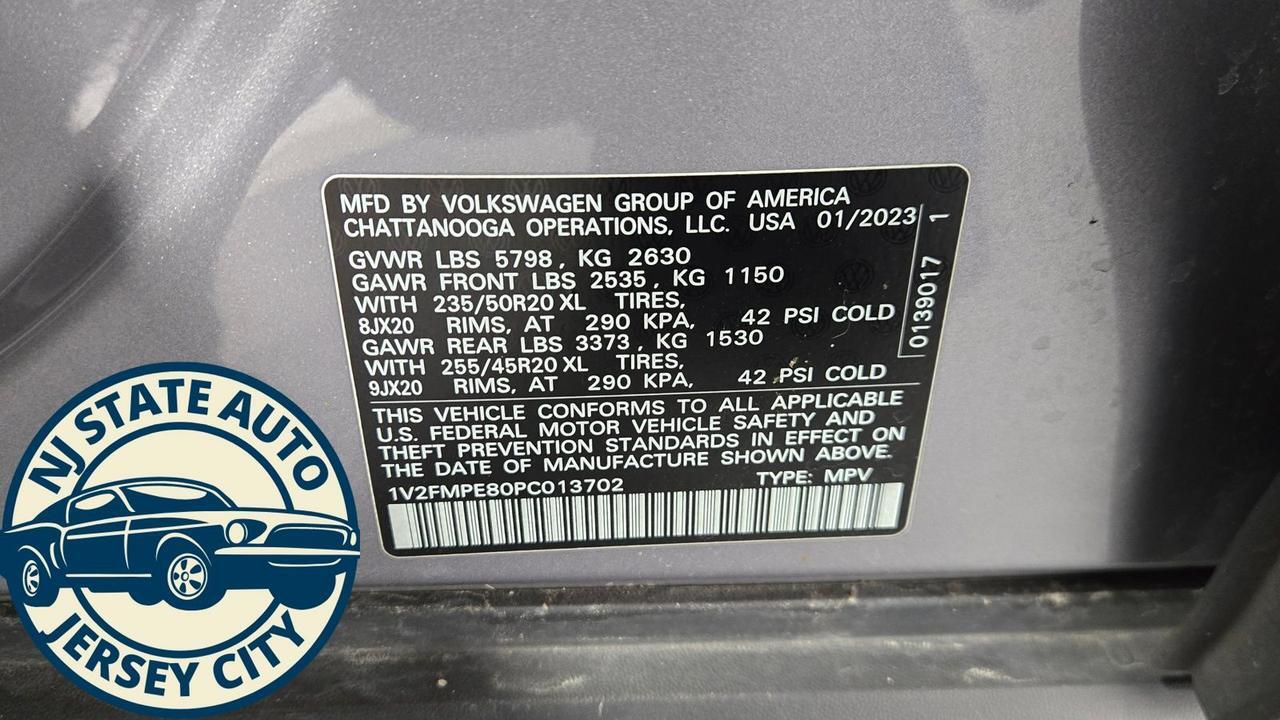 MFD BY VOLKSWAGEN GROUP OF AMERICA
CHATTANOOGA OPERATIONS, LLC. USA 01/2023
GVWR LBS 5798, KG 2630
GAWR FRONT LBS 2535, KG 1150
WITH 235/50R20 XL TIRES,
8JX20 RIMS, AT 290 KPA, 42 PSI COLD
GAWR REAR LBS 3373, KG 1530
WITH 255/45R20 XL TIRES,
9JX20 RIMS, AT 290 KPA, 42 PSI COLD
0139017 1
THIS VEHICLE CONFORMS TO ALL APPLICABLE
U.S. FEDERAL MOTOR VEHICLE SAFETY AND
THEFT PREVENTION STANDARDS IN EFFECT ON
THE DATE OF MANUFACTURE SHOWN ABOVE.
1V2FMPE80PC013702 TYPE: MPV
NJ STATE AUTO
JERSEY CITY